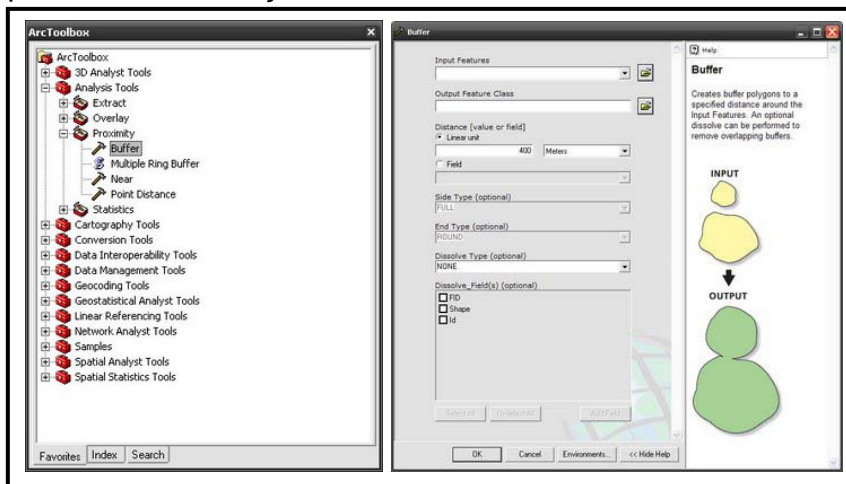 ArcToolbox
ArcToolbox
3D Analyst Tools
Analysis Tools
Extract
Overlay
Proximity
Buffer
Multiple Ring Buffer
Near
Point Distance
Statistics
Cartography Tools
Conversion Tools
Data Interoperability Tools
Data Management Tools
Geocoding Tools
Geostatistical Analyst Tools
Linear Referencing Tools
Network Analyst Tools
Samples
Spatial Analyst Tools
Spatial Statistics Tools
Favorites Index Search
Buffer
Input Features
Output Feature Class
Distance [value or field]
Linear unit
400 Meters
Field
Side Type (optional)
FULL
End Type (optional)
ROUND
Dissolve Type (optional)
NONE
Dissolve_Field(s) (optional)
FID
Shape
Id
Select All Unselect All Add Field
OK Cancel Environments... << Hide Help
Help
Buffer
Creates buffer polygons to a
specified distance around the
Input Features. An optional
dissolve can be performed to
remove overlapping buffers.
INPUT
OUTPUT